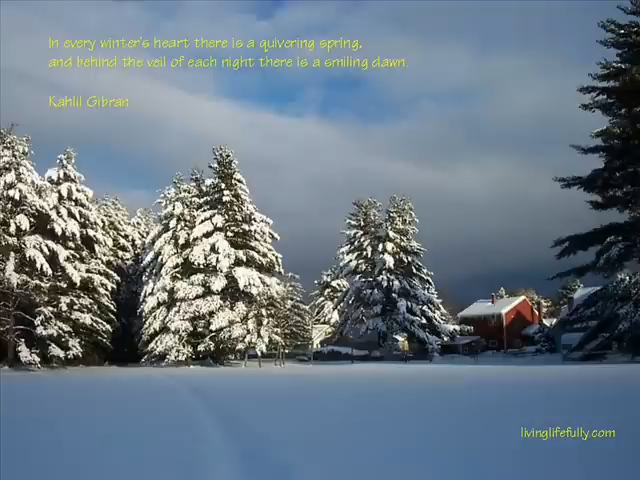 In every winter's heart there is a quivering spring,
and behind the veil of each night there is a smiling dawn.
Kahlil Gibran
livinglifefully.com